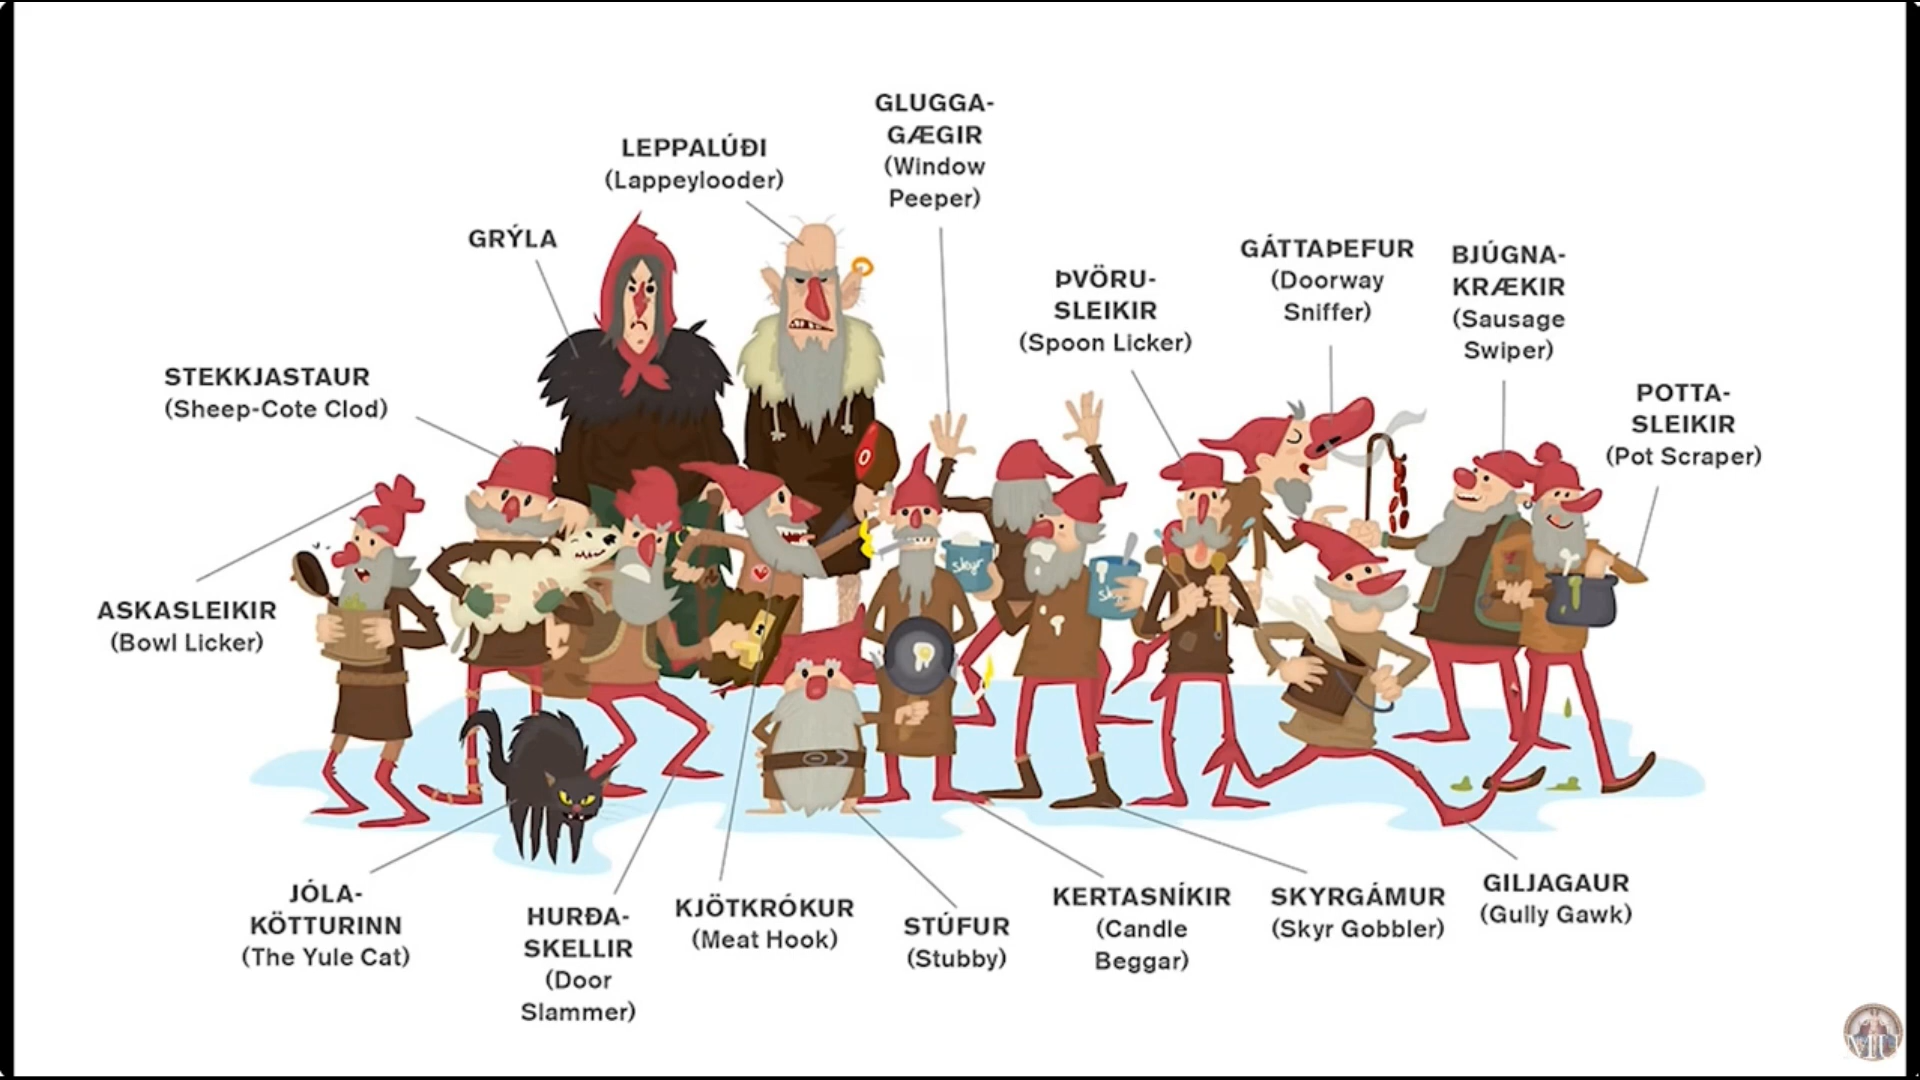 GLUGGA-
GÆGIR
(Window
Peeper)
LEPPALÚÐI
(Lappeylooder)
GRÝLA
ÞVÖRU-
SLEIKIR
(Spoon Licker)
GÁTTAÞEFUR
(Doorway
Sniffer)
BJÚGNA-
KRÆKIR
(Sausage
Swiper)
STEKKJASTAUR
(Sheep-Cote Clod)
POTTA-
SLEIKIR
(Pot Scraper)
skyr
sk
ASKASLEIKIR
(Bowl Licker)
JÓLA-
KÖTTURINN
(The Yule Cat)
HURÐA-
SKELLIR
(Door
Slammer)
KJÖTKRÓKUR
(Meat Hook)
STÚFUR
(Stubby)
KERTASNÍKIR
(Candle
Beggar)
SKYRGÁMUR
(Skyr Gobbler)
GILJAGAUR
(Gully Gawk)